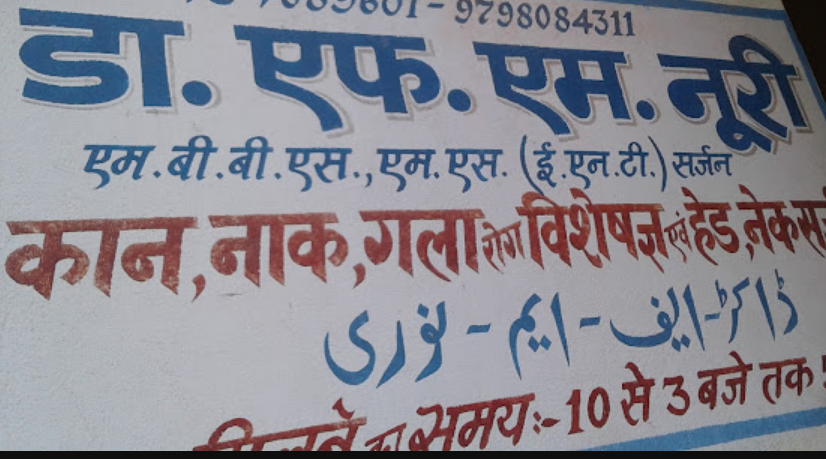 9798084311
डा. एफ. एम. नूरी
एम.बी.बी.एस., एम.एस. (ई.एन.टी.) सर्जन
कान, नाक, गला रोग विशेषज्ञ एवं हेड, नेक
ڈاکٹر-ایف-ایم-نوری
का समय:-10 से 3 बजे तक